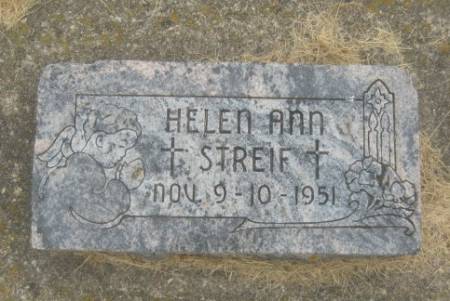 HELEN ANN
† STREIF †
NOV. 9-10-1951